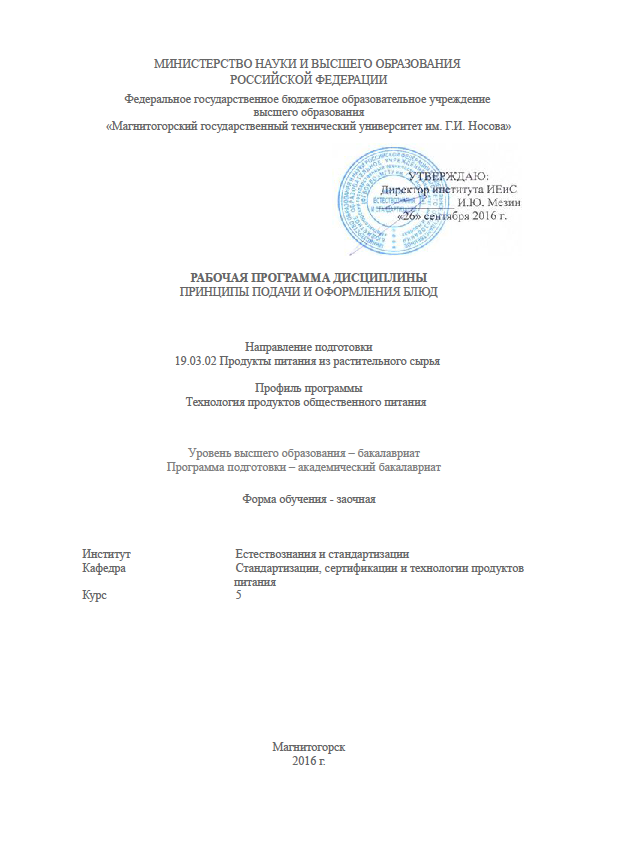 МИНИСТЕРСТВО НАУКИ И ВЫСШЕГО ОБРАЗОВАНИЯ
РОССИЙСКОЙ ФЕДЕРАЦИИ
Федеральное государственное бюджетное образовательное учреждение
высшего образования
«Магнитогорский государственный технический университет им. Г.И. Носова»
УТВЕРЖДАЮ:
Директор института ИЕиС
И.Ю. Мезин
«26» сентября 2016 г.
ЕСТЕСТВОЗНАНИЯ
И СТАНДАРТИЗАЦИИ
РАБОЧАЯ ПРОГРАММА ДИСЦИПЛИНЫ
ПРИНЦИПЫ ПОДАЧИ И ОФОРМЛЕНИЯ БЛЮД
Направление подготовки
19.03.02 Продукты питания из растительного сырья
Профиль программы
Технология продуктов общественного питания
Уровень высшего образования – бакалавриат
Программа подготовки – академический бакалавриат
Форма обучения - заочная
Институт Естествознания и стандартизации
Кафедра Стандартизации, сертификации и технологии продуктов
питания
Курс 5
Магнитогорск
2016 г.